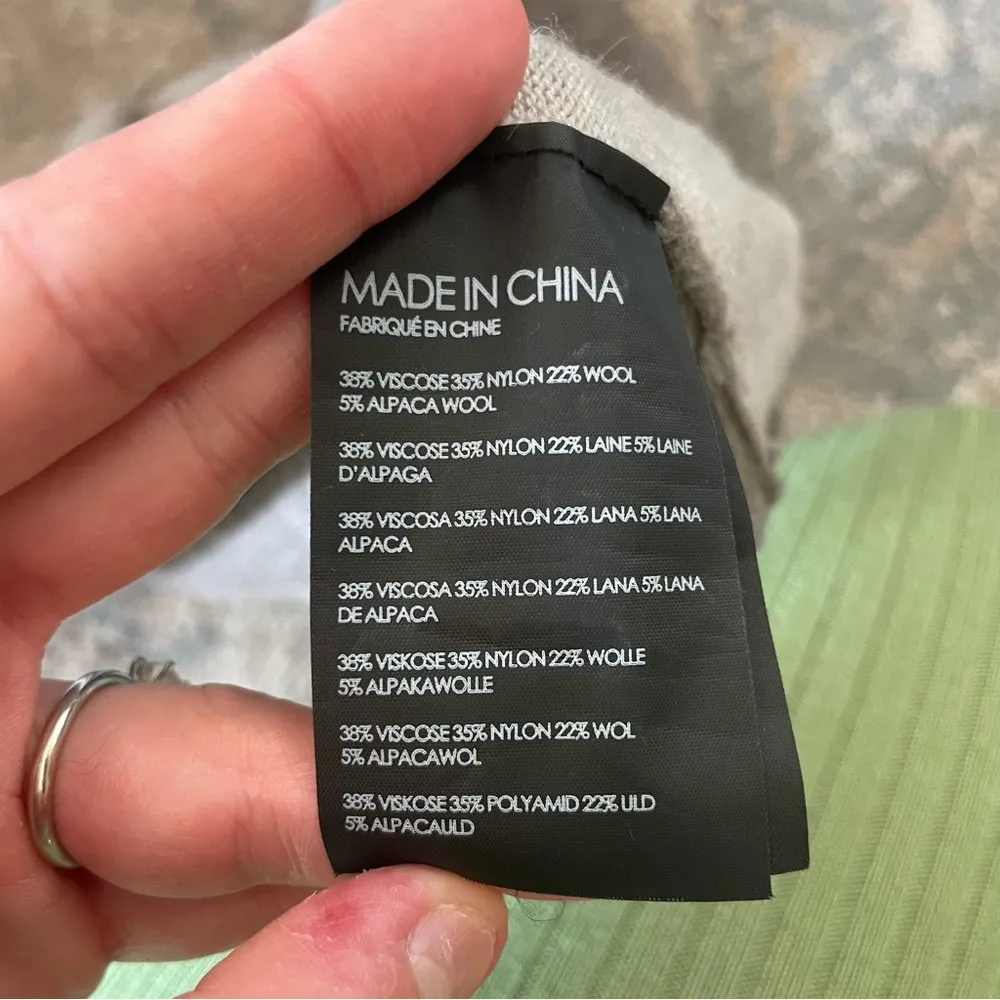 MADE IN CHINA
FABRIQUÉ EN CHINE
38% VISCOSE 35% NYLON 22% WOOL
5% ALPACA WOOL
38% VISCOSE 35% NYLON 22% LAINE 5% LAINE
D'ALPAGA
38% VISCOSA 35% NYLON 22% LANA 5% LANA
ALPACA
38% VISCOSA 35% NYLON 22% LANA 5% LANA
DE ALPACA
38% VISKOSE 35% NYLON 22% WOLLE
5% ALPAKAWOLLE
38% VISCOSE 35% NYLON 22% WOL
5% ALPACAWOL
38% VISKOSE 35% POLYAMID 22% ULD
5% ALPACAULD